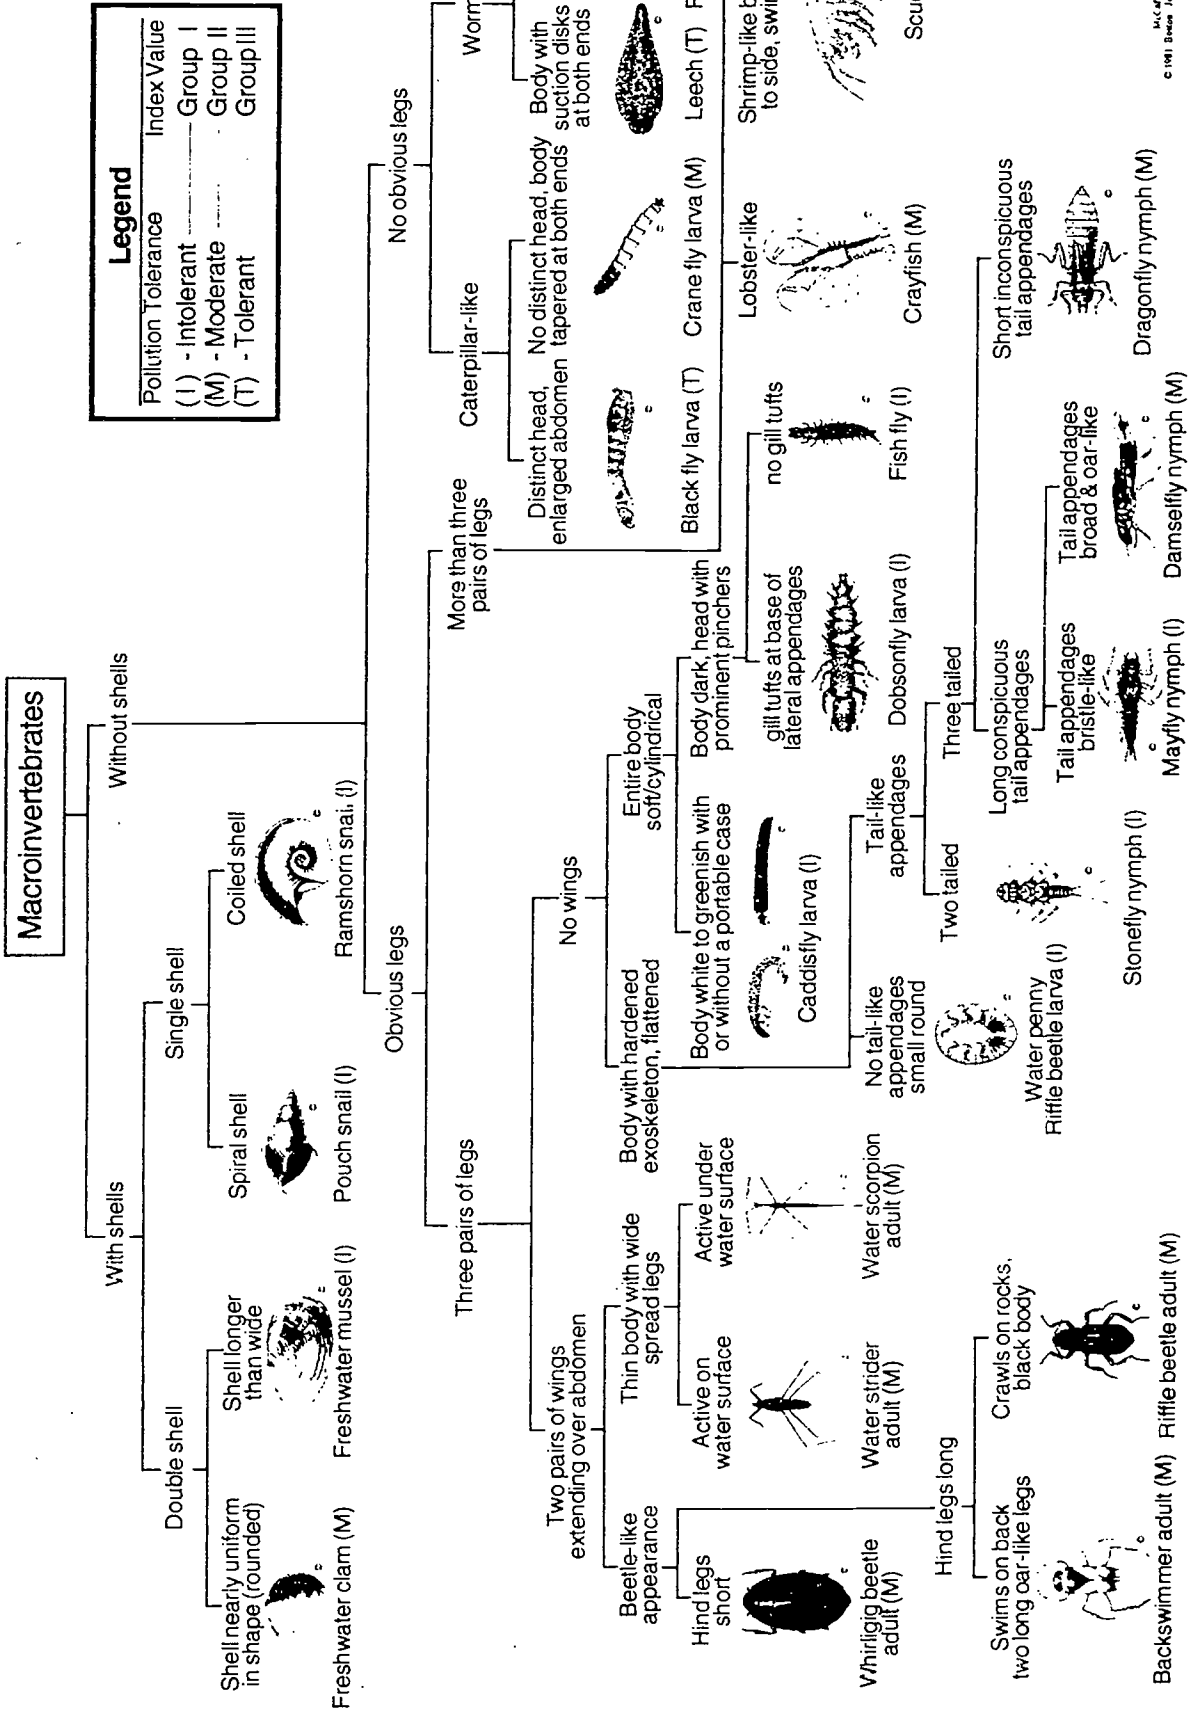 Macroinvertebrates
Legend
Pollution Tolerance Index Value
(I) - Intolerant Group I
(M) - Moderate Group II
(T) - Tolerant Group III
With shells
Without shells
Double shell
Single shell
Shell nearly uniform
in shape (rounded)
Shell longer
than wide
Spiral shell
Coiled shell
Freshwater clam (M)
Freshwater mussel (I)
Pouch snail (I)
Ramshorn snai. (I)
Obvious legs
No obvious legs
Three pairs of legs
More than three
pairs of legs
Caterpillar-like
Worm
Distinct head,
enlarged abdomen
No distinct head, body
tapered at both ends
Body with
suction disks
at both ends
Black fly larva (T)
Crane fly larva (M)
Leech (T)
Two pairs of wings
extending over abdomen
No wings
Beetle-like
appearance
Thin body with wide
spread legs
Body with hardened
exoskeleton, flattened
Entire body
soft/cylindrical
Hind legs
short
Active on
water surface
Active under
water surface
Body white to greenish with
or without a portable case
Body dark, head with
prominent pinchers
Lobster-like
Shrimp-like
to side,
gill tufts at base of
lateral appendages
no gill tufts
Caddisfly larva (I)
Whirligig beetle
adult (M)
Water strider
adult (M)
Water scorpion
adult (M)
No tail-like
appendages
small round
Tail-like
appendages
Dobsonfly larva (I)
Fish fly (I)
Crayfish (M)
Hind legs long
Two tailed
Three tailed
Swims on back
two long oar-like legs
Crawls on rocks,
black body
Water penny
Riffle beetle larva (I)
Long conspicuous
tail appendages
Short inconspicuous
tail appendages
Tail appendages
bristle-like
Tail appendages
broad & oar-like
Stonefly nymph (I)
Dragonfly nymph (M)
Backswimmer adult (M)
Riffle beetle adult (M)
Mayfly nymph (I)
Damselfly nymph (M)